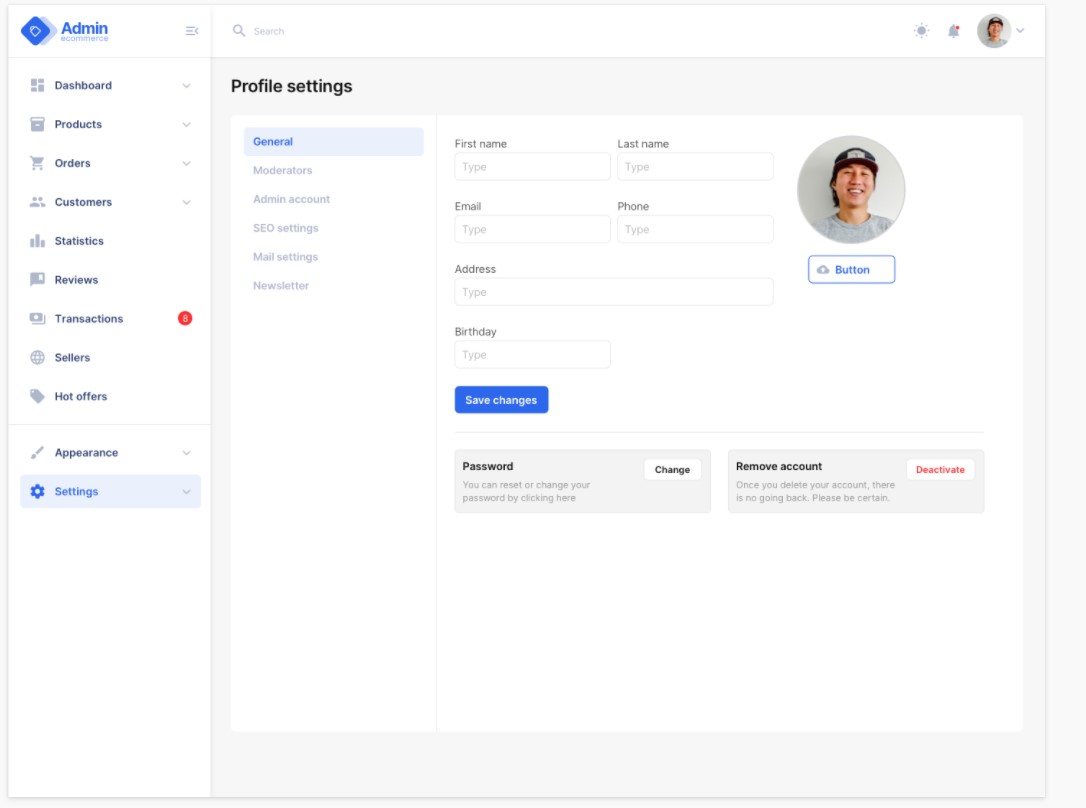 Admin
ecommerce
Search
Dashboard
Products
Orders
Customers
Statistics
Reviews
Transactions 8
Sellers
Hot offers
Appearance
Settings
Profile settings
General
Moderators
Admin account
SEO settings
Mail settings
Newsletter
First name Last name
Type Type
Email Phone
Type Type
Address
Type
Birthday
Type
Button
Save changes
Password
Change
You can reset or change your
password by clicking here
Remove account
Deactivate
Once you delete your account, there
is no going back. Please be certain.